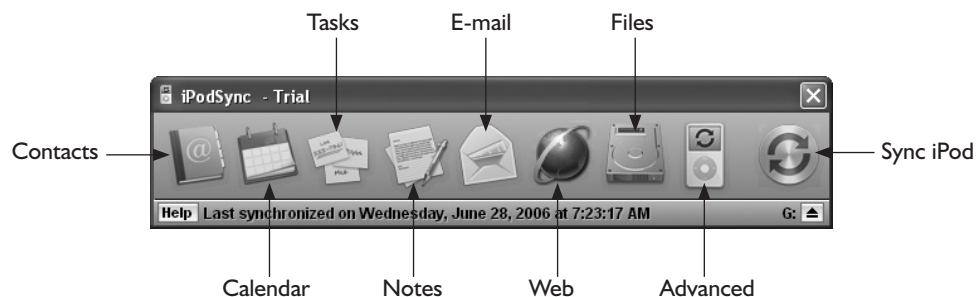 Tasks E-mail Files
iPodSync - Trial
Contacts
Sync iPod
Help Last synchronized on Wednesday, June 28, 2006 at 7:23:17 AM G:
Calendar Notes Web Advanced